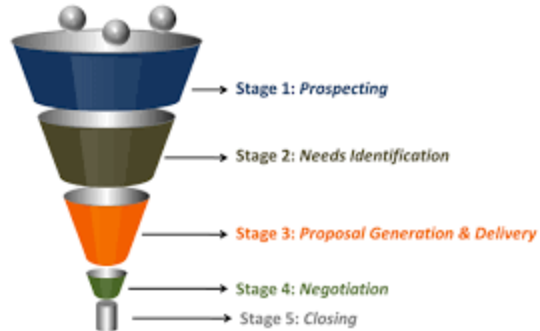 Stage 1: Prospecting
Stage 2: Needs Identification
Stage 3: Proposal Generation & Delivery
Stage 4: Negotiation
Stage 5: Closing